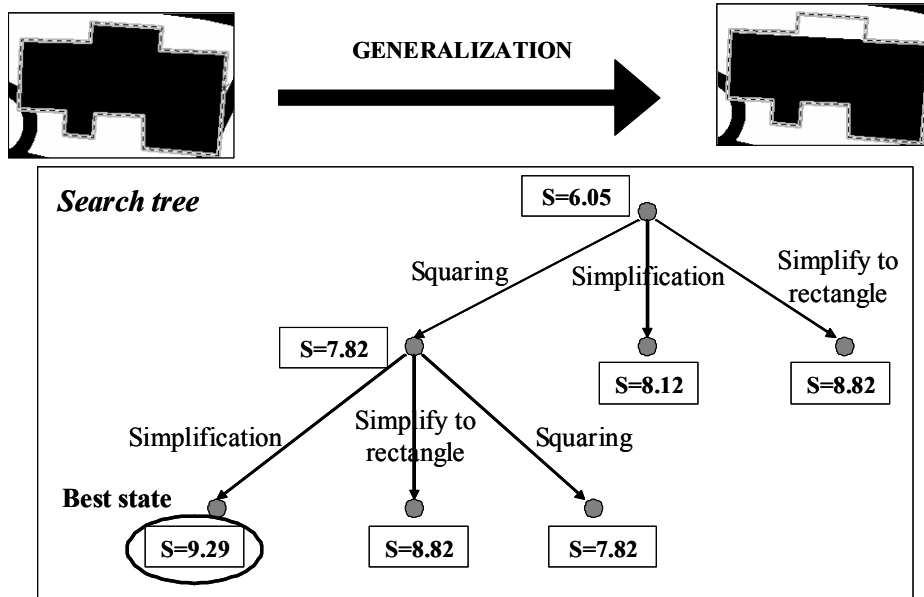 GENERALIZATION
Search tree
S=6.05
Squaring
Simplification
Simplify to
rectangle
S=7.82
S=8.12
S=8.82
Simplification
Simplify to
rectangle
Squaring
Best state
S=9.29
S=8.82
S=7.82